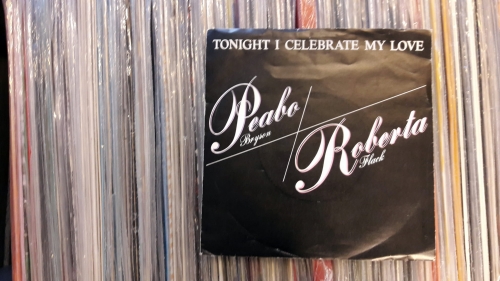 TONIGHT I CELEBRATE MY LOVE
Peabo
Bryson
Roberta
Flack